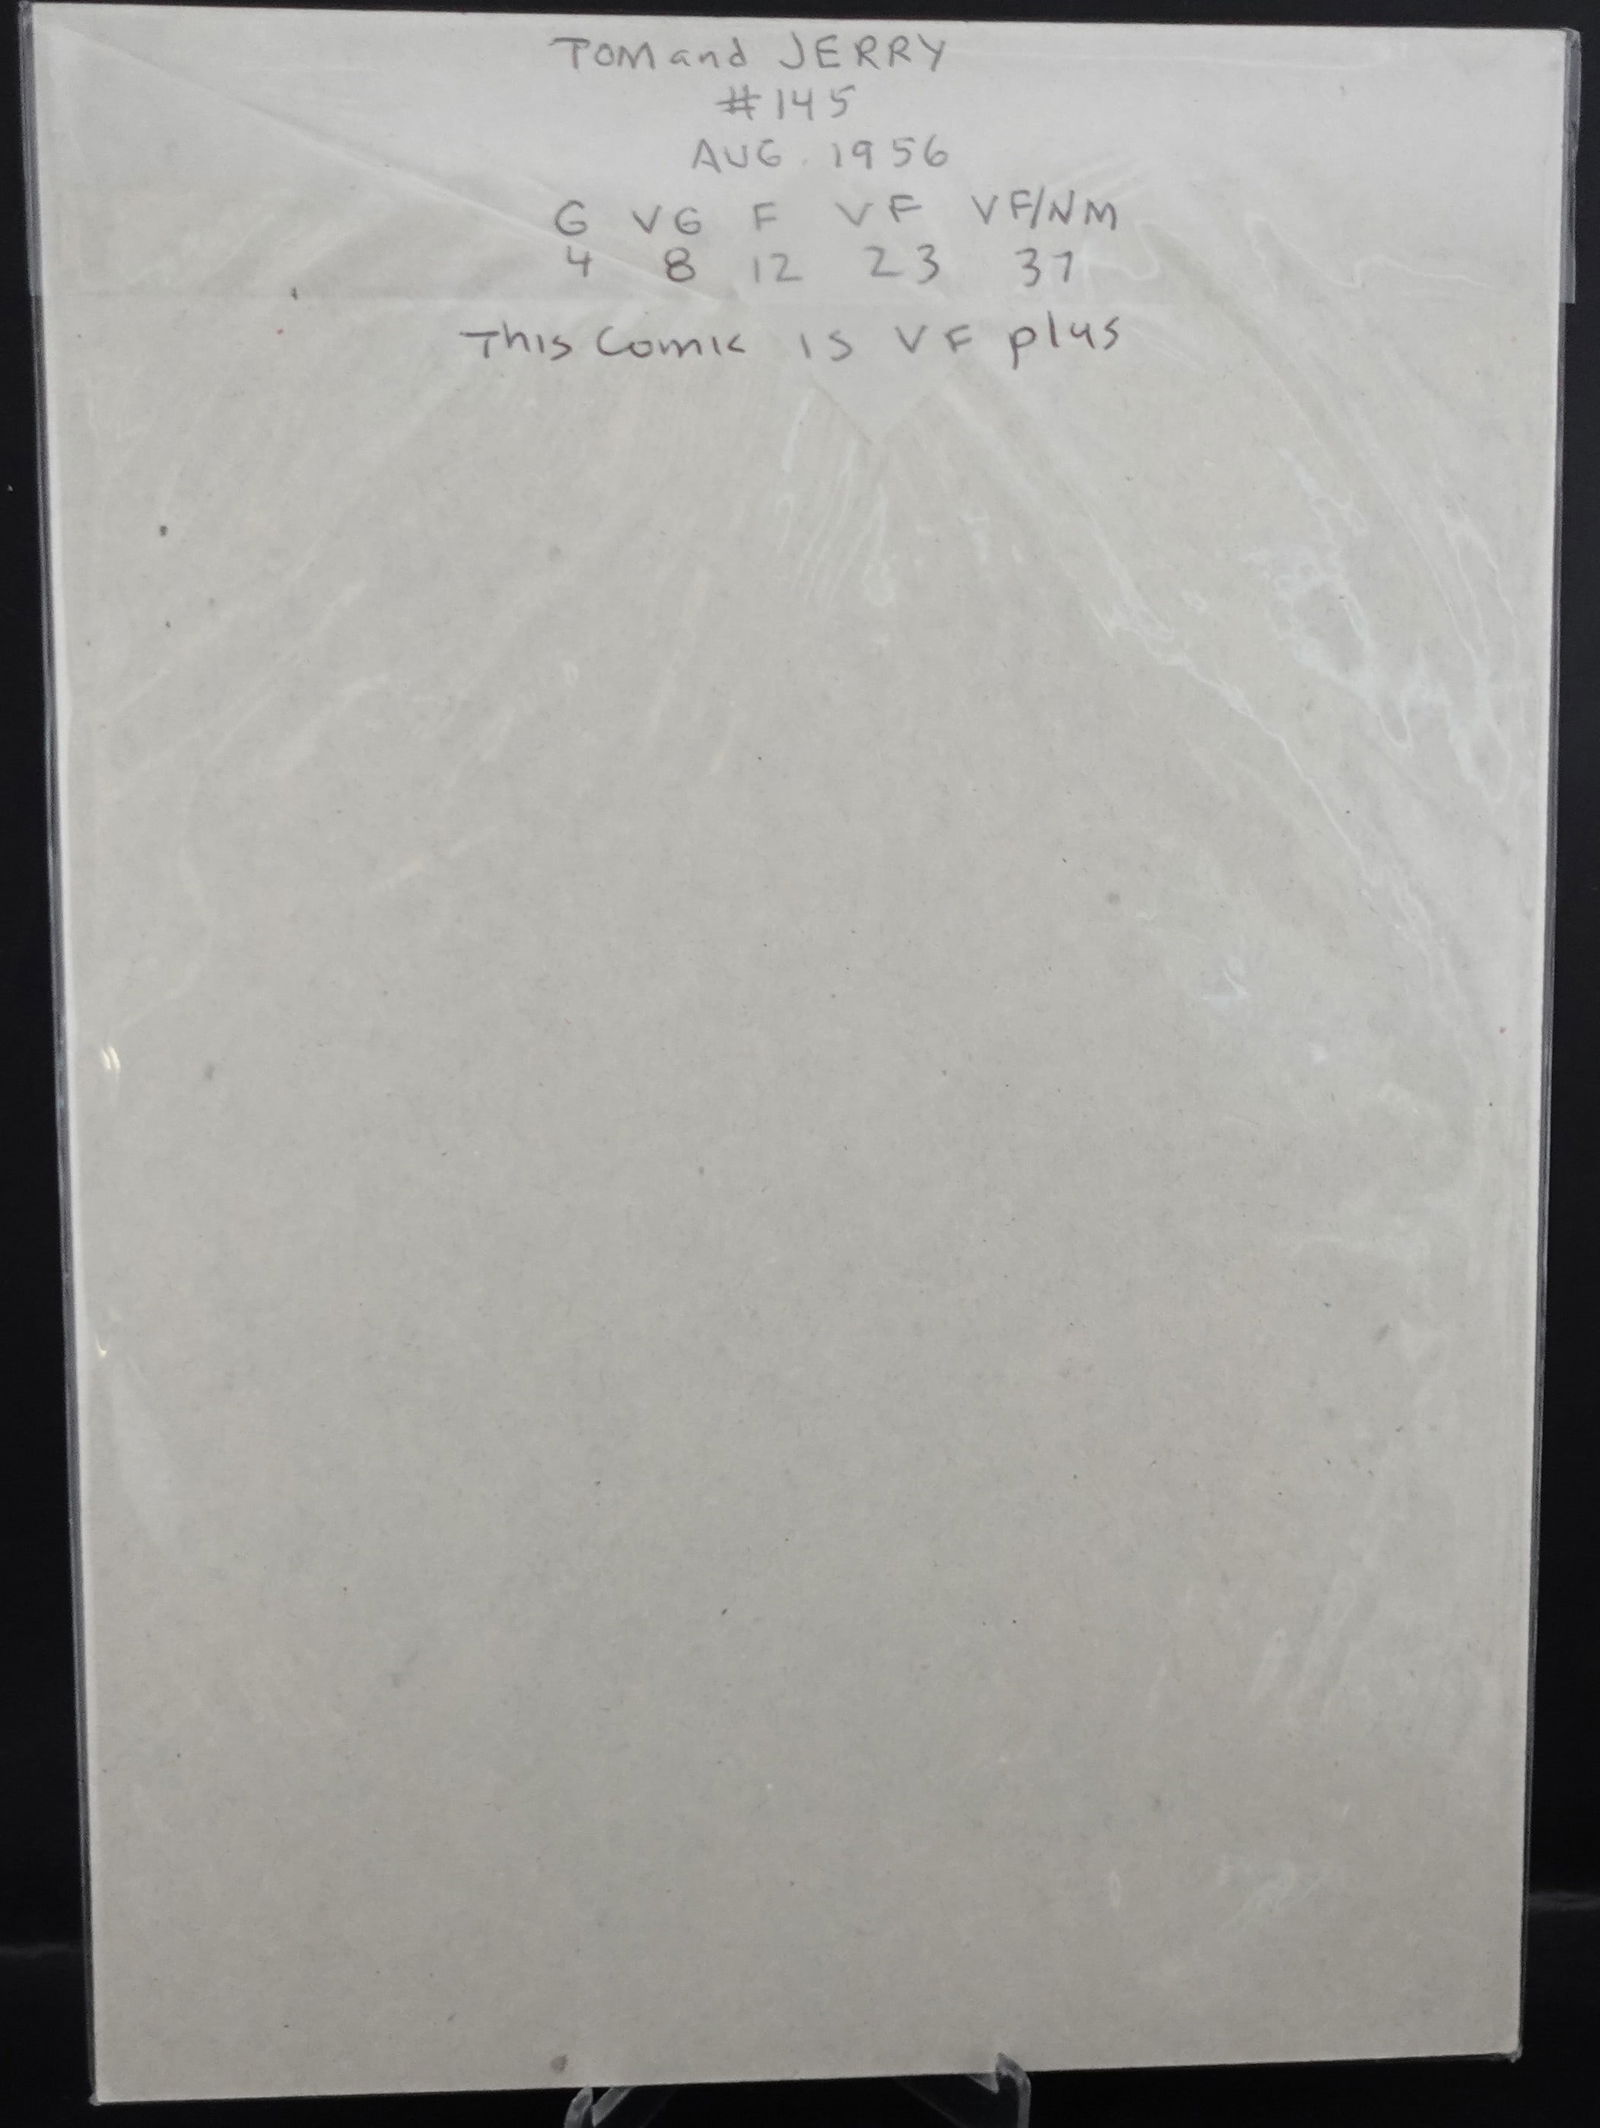 TOM and JERRY
#145
AUG. 1956
G VG F VF VF/NM
4 8 12 23 37
This Comic is VF plus